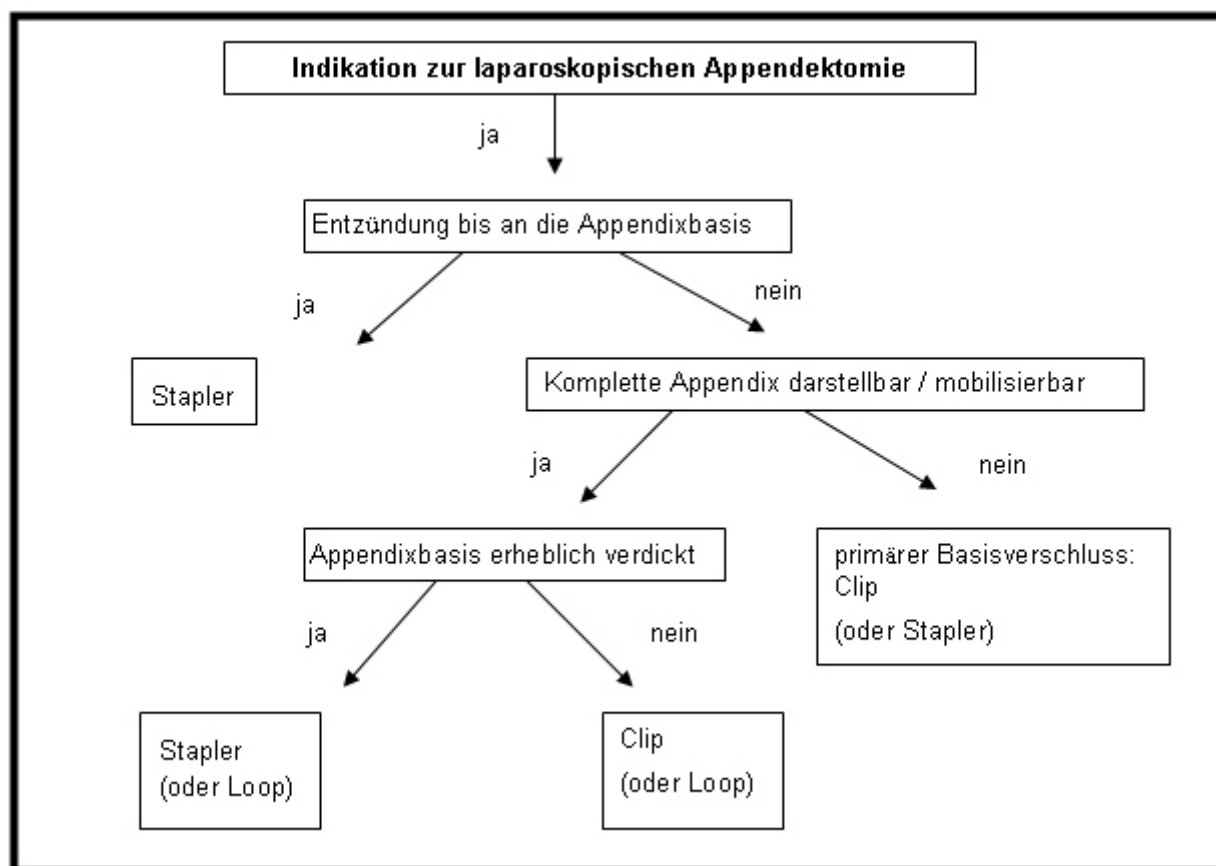 Indikation zur laparoskopischen Appendektomie
ja
Entzündung bis an die Appendixbasis
ja
nein
Stapler
Komplette Appendix darstellbar / mobilisierbar
ja
nein
Appendixbasis erheblich verdickt
primärer Basisverschluss:
Clip
(oder Stapler)
ja
nein
Stapler
(oder Loop)
Clip
(oder Loop)